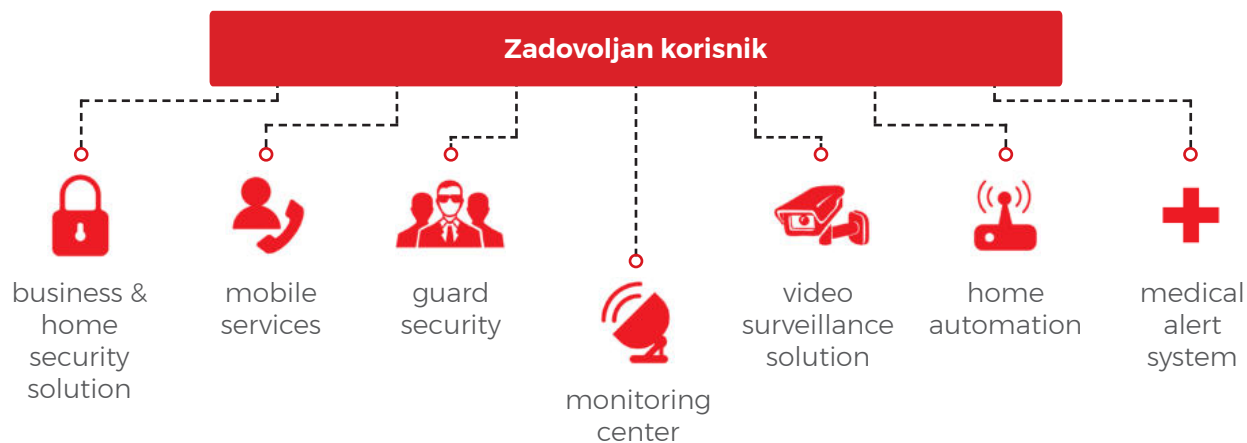 Zadovoljan korisnik
business &
home
security
solution
mobile
services
guard
security
monitoring
center
video
surveillance
solution
home
automation
medical
alert
system